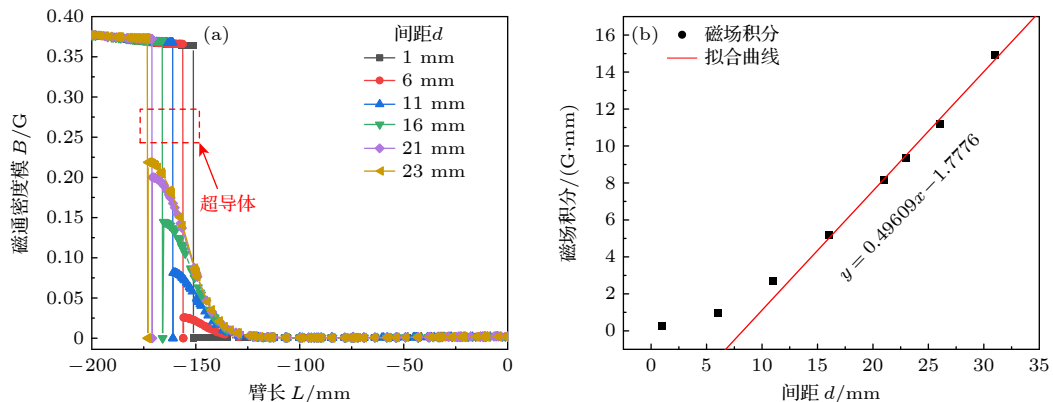 (a)
间距d
1 mm
6 mm
11 mm
16 mm
21 mm
23 mm
超导体
0.40
0.35
0.30
0.25
0.20
0.15
0.10
0.05
0
磁通密度模 B/G
−200
−150
−100
−50
0
臂长 L/mm
(b)
磁场积分
拟合曲线
y = 0.49609x − 1.7776
16
14
12
10
8
6
4
2
0
磁场积分/(G·mm)
0
5
10
15
20
25
30
35
间距 d/mm